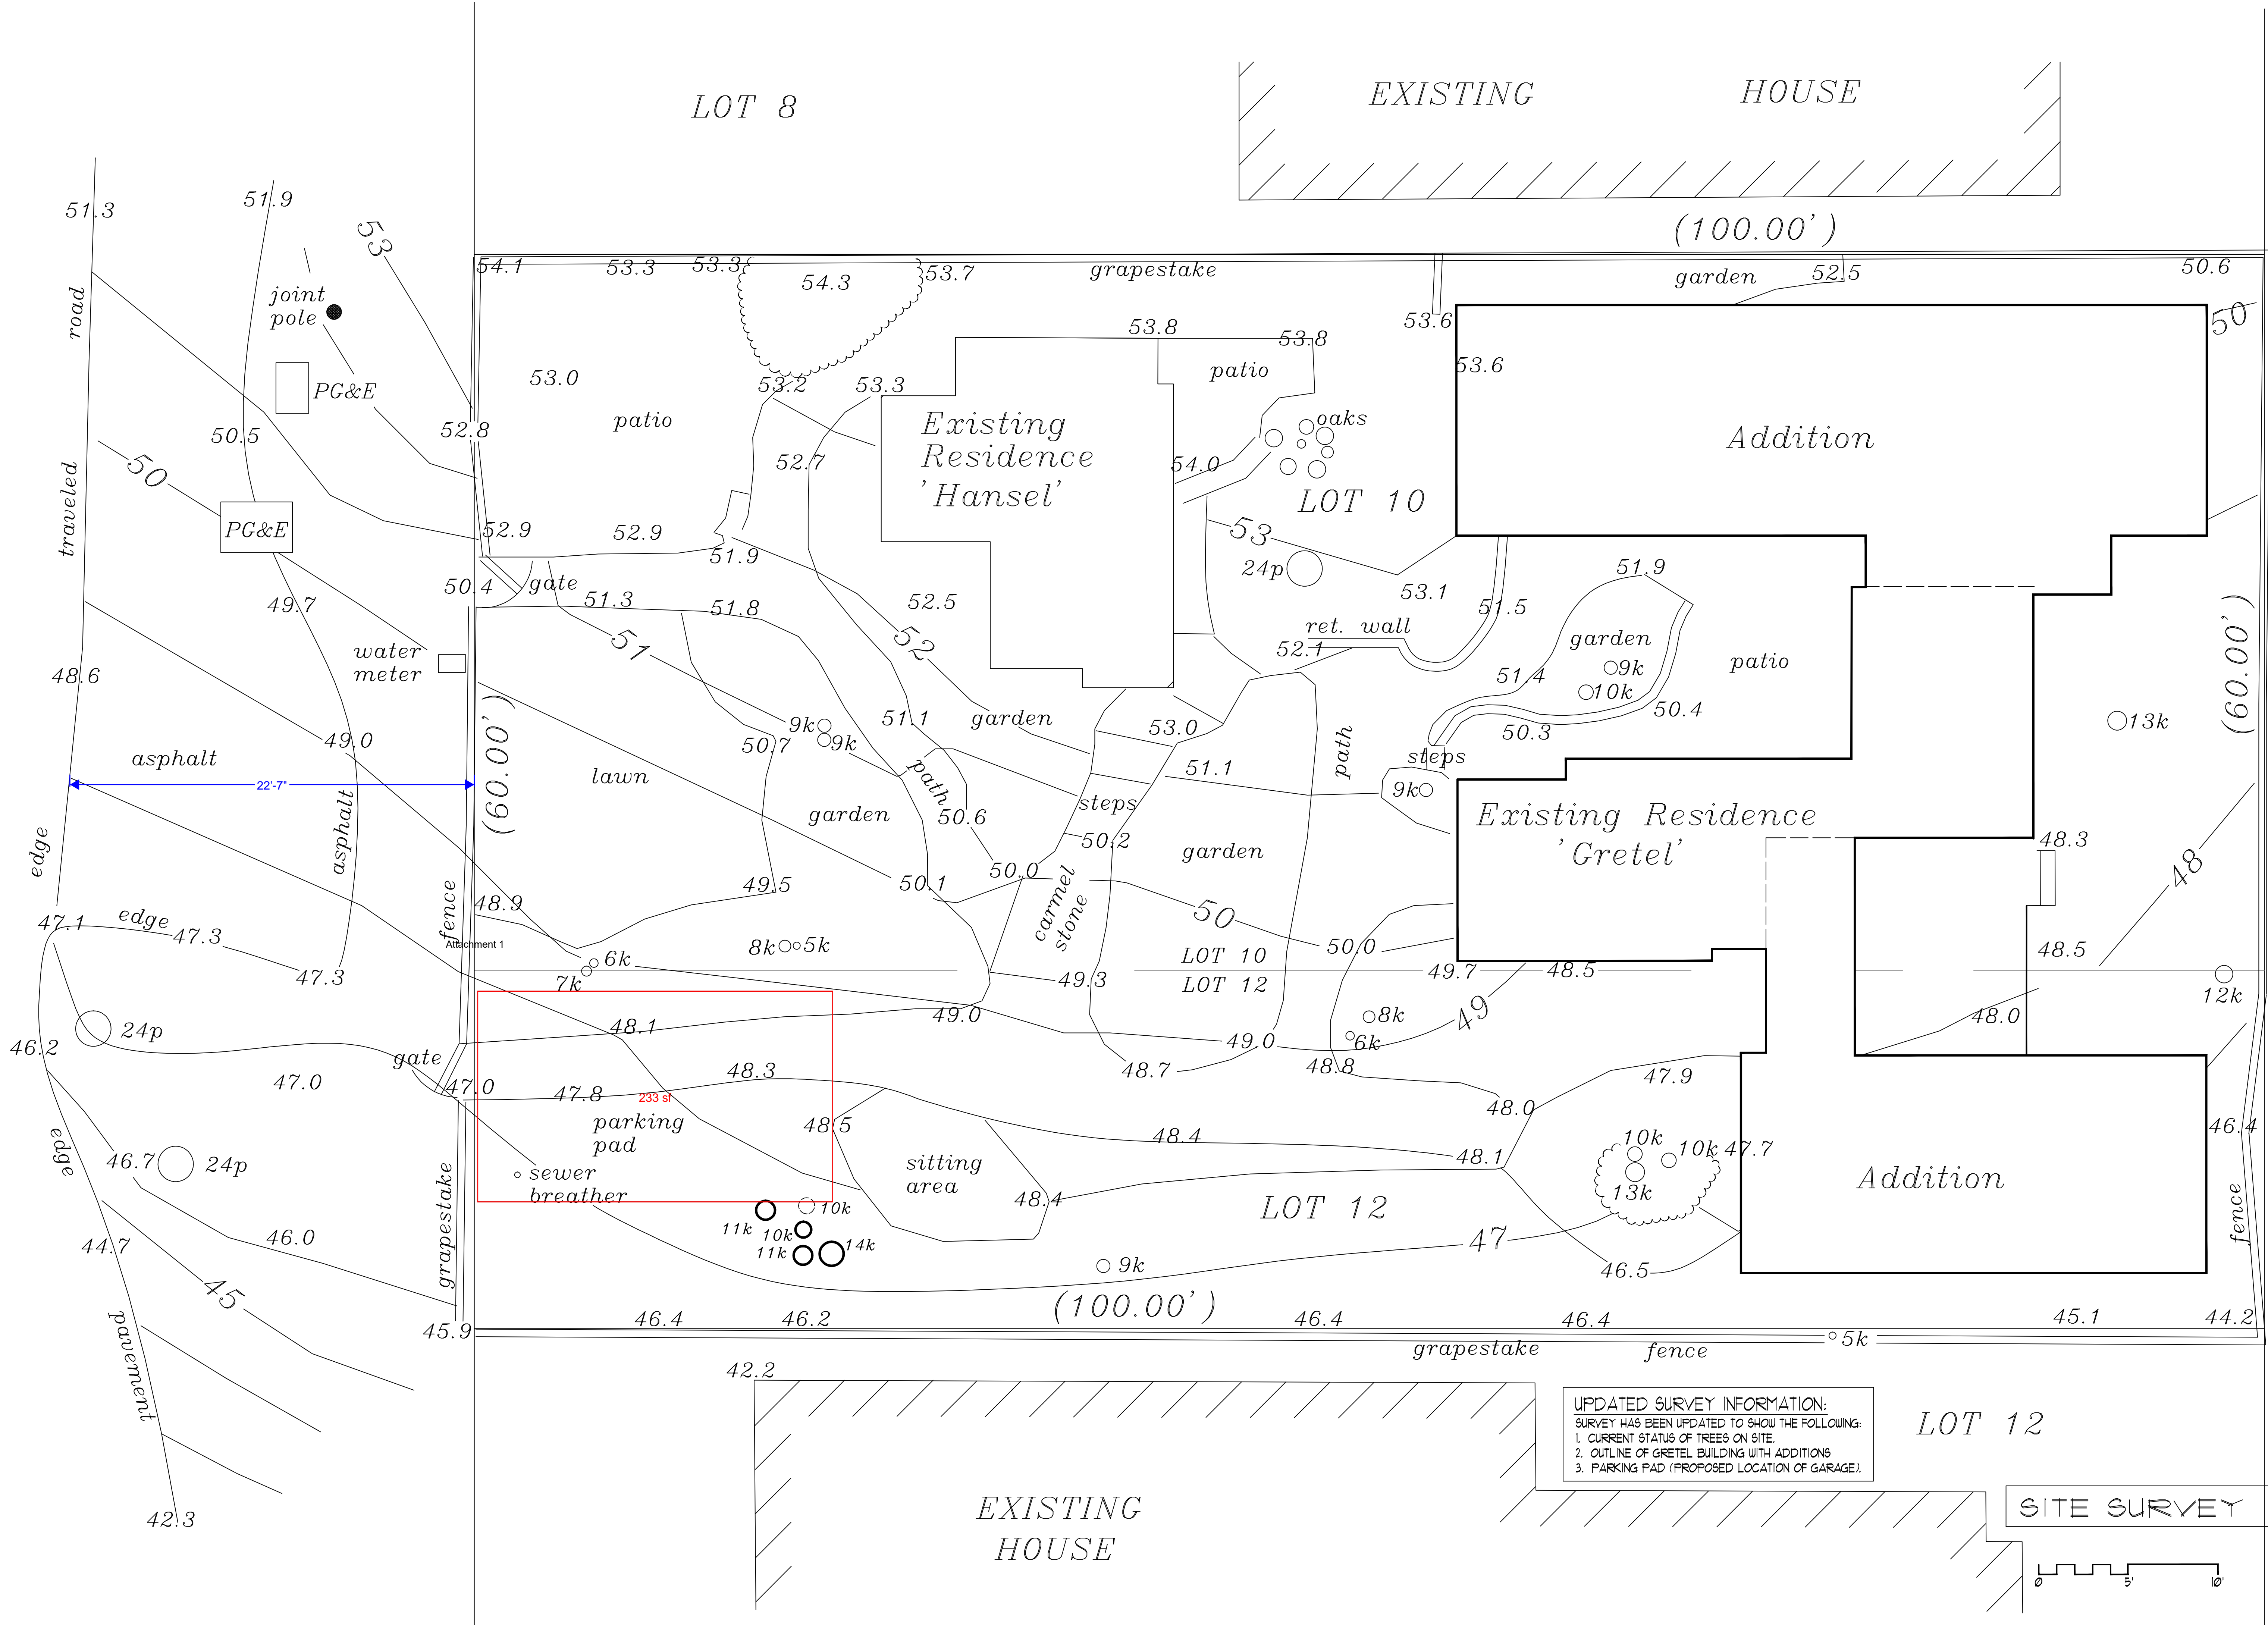 LOT 8
EXISTING HOUSE
(100.00')
51.3
51.9
53
54.1
53.3
53.3
54.3
53.7
grapestake
garden
52.5
50.6
50
road
joint
pole
53.6
53.8
53.8
53.6
PG&E
53.0
patio
53.2
53.3
patio
oaks
Existing
Residence
'Hansel'
Addition
50.5
52.8
52.7
54.0
LOT 10
50
traveled
PG&E
52.9
52.9
51.9
53
24p
53.1
51.9
51.5
50.4
gate
49.7
51.3
51.8
52.5
52
51
ret. wall
52.1
garden
9k
10k
patio
(60.00')
water
meter
48.6
51.4
50.4
50.3
(60.00')
9k
9k
50.7
51.1
garden
53.0
path
steps
13k
49.0
asphalt
22'-7"
lawn
path
51.1
9k
steps
50.6
garden
asphalt
edge
50.2
garden
Existing Residence
'Gretel'
48.3
48
49.5
50.1
50.0
48.9
fence
Attachment 1
carmel
stone
50
50.0
47.1
edge
47.3
47.3
8k
5k
6k
7k
LOT 10
LOT 12
49.3
49.7
48.5
48.5
12k
24p
46.2
48.1
49.0
49.0
8k
6k
49
48.0
gate
47.0
47.0
48.3
47.8
233 sf
48.7
48.8
47.9
48.0
parking
pad
48.5
48.4
48.1
46.4
edge
46.7
24p
sewer
breather
sitting
area
48.4
10k
10k
47.7
13k
Addition
LOT 12
grapestake
10k
11k
10k
11k
14k
47
46.0
44.7
45
9k
46.5
fence
(100.00')
pavement
45.9
46.4
46.2
46.4
46.4
45.1
44.2
5k
grapestake
fence
42.2
UPDATED SURVEY INFORMATION:
SURVEY HAS BEEN UPDATED TO SHOW THE FOLLOWING:
1. CURRENT STATUS OF TREES ON SITE.
2. OUTLINE OF GRETEL BUILDING WITH ADDITIONS
3. PARKING PAD (PROPOSED LOCATION OF GARAGE).
LOT 12
EXISTING
HOUSE
42.3
SITE SURVEY
0 5' 10'